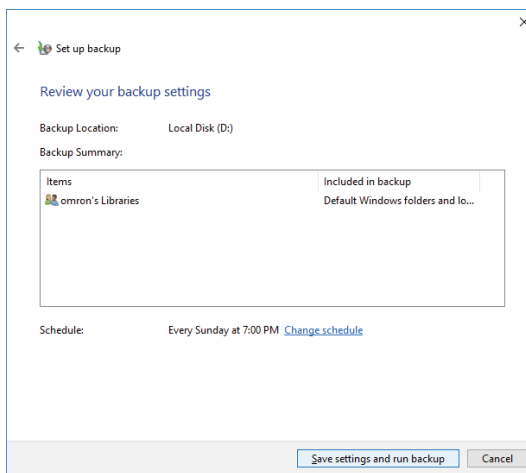 Set up backup
Review your backup settings
Backup Location: Local Disk (D:)
Backup Summary:
Items Included in backup
omron's Libraries Default Windows folders and lo...
Schedule: Every Sunday at 7:00 PM Change schedule
Save settings and run backup Cancel